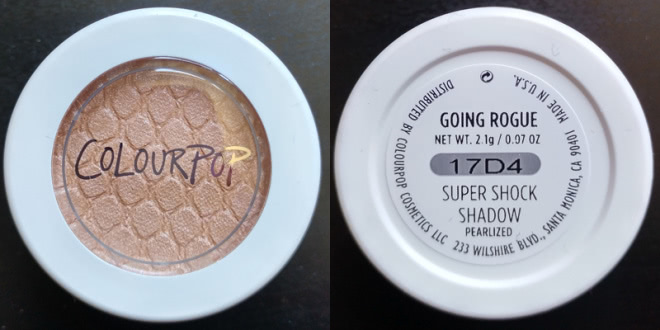 COLOURPOP
GOING ROGUE
NET WT. 2.1g / 0.07 OZ
17D4
SUPER SHOCK
SHADOW
PEARLIZED
DISTRIBUTED BY COLOURPOP COSMETICS LLC 233 WILSHIRE BLVD., SANTA MONICA, CA 90401 MADE IN U.S.A.